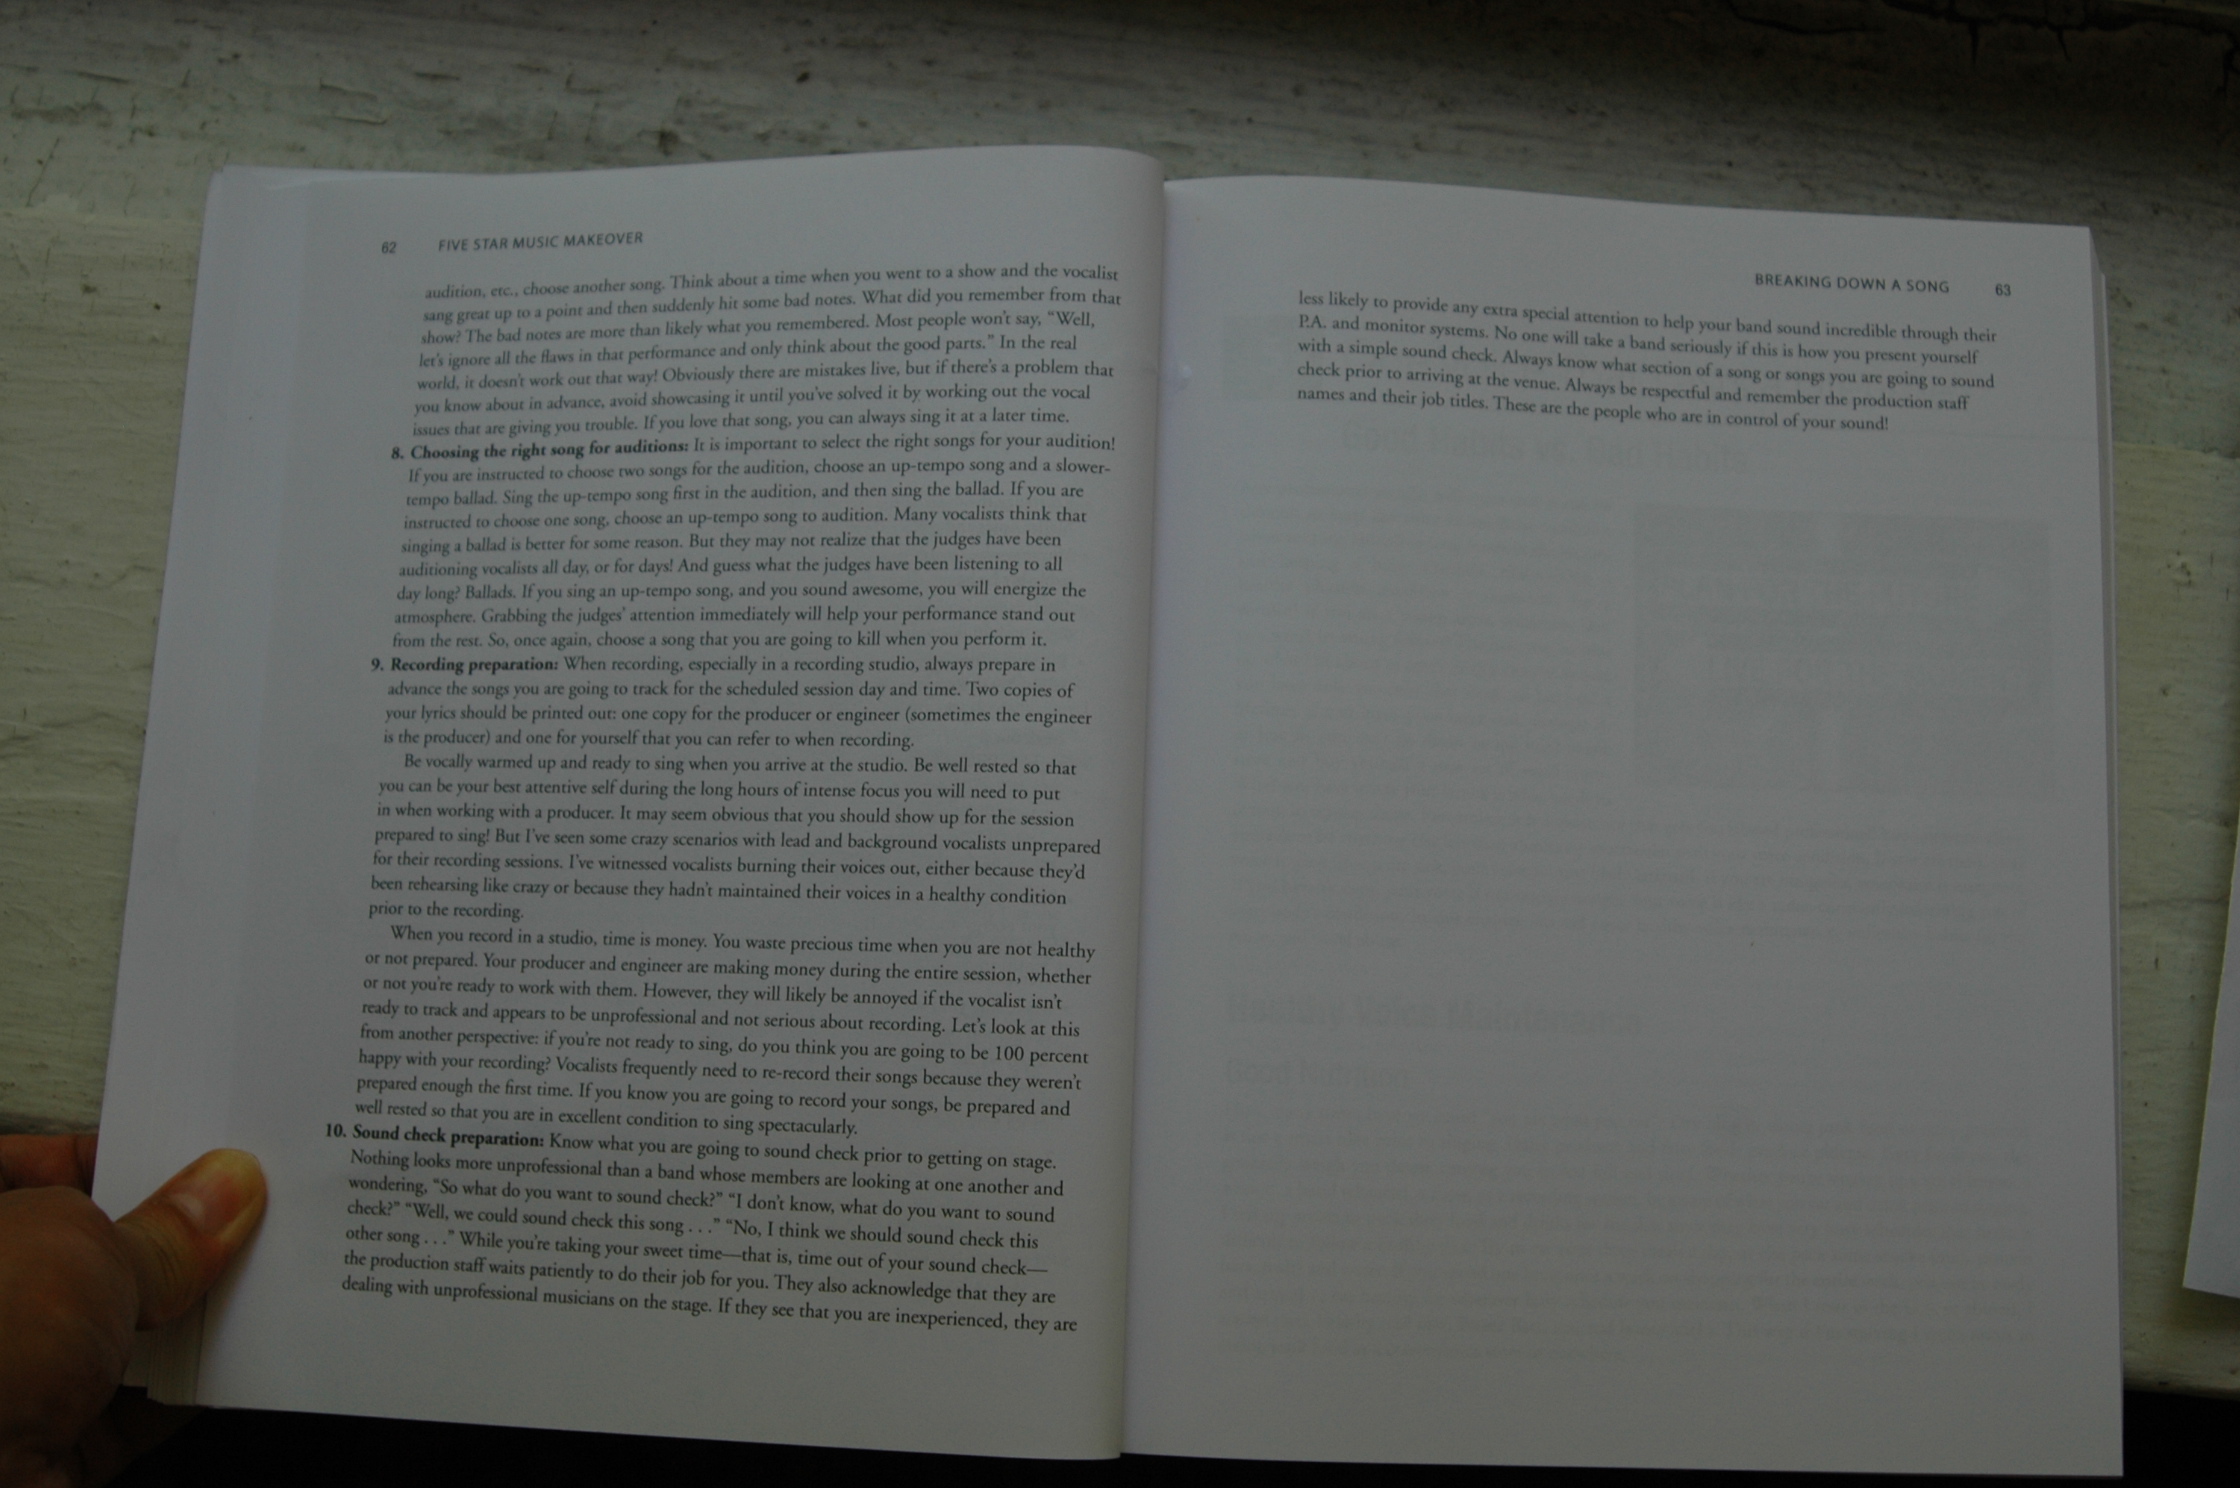 62 FIVE STAR MUSIC MAKEOVER
audition, etc., choose another song. Think about a time when you went to a show and the vocalist
sang great up to a point and then suddenly hit some bad notes. What did you remember from that
show? The bad notes are more than likely what you remembered. Most people won't say, "Well,
let's ignore all the flaws in that performance and only think about the good parts." In the real
world, it doesn't work out that way! Obviously there are mistakes live, but if there's a problem that
you know about in advance, avoid showcasing it until you've solved it by working out the vocal
issues that are giving you trouble. If you love that song, you can always sing it at a later time.
8. Choosing the right song for auditions: It is important to select the right songs for your audition!
If you are instructed to choose two songs for the audition, choose an up-tempo song and a slower-
tempo ballad. Sing the up-tempo song first in the audition, and then sing the ballad. If you are
instructed to choose one song, choose an up-tempo song to audition. Many vocalists think that
singing a ballad is better for some reason. But they may not realize that the judges have been
auditioning vocalists all day, or for days! And guess what the judges have been listening to all
day long? Ballads. If you sing an up-tempo song, and you sound awesome, you will energize the
atmosphere. Grabbing the judges' attention immediately will help your performance stand out
from the rest. So, once again, choose a song that you are going to kill when you perform it.
9. Recording preparation: When recording, especially in a recording studio, always prepare in
advance the songs you are going to track for the scheduled session day and time. Two copies of
your lyrics should be printed out: one copy for the producer or engineer (sometimes the engineer
is the producer) and one for yourself that you can refer to when recording.
Be vocally warmed up and ready to sing when you arrive at the studio. Be well rested so that
you can be your best attentive self during the long hours of intense focus you will need to put
in when working with a producer. It may seem obvious that you should show up for the session
prepared to sing! But I've seen some crazy scenarios with lead and background vocalists unprepared
for their recording sessions. I've witnessed vocalists burning their voices out, either because they'd
been rehearsing like crazy or because they hadn't maintained their voices in a healthy condition
prior to the recording.
When you record in a studio, time is money. You waste precious time when you are not healthy
or not prepared. Your producer and engineer are making money during the entire session, whether
or not you're ready to work with them. However, they will likely be annoyed if the vocalist isn't
ready to track and appears to be unprofessional and not serious about recording. Let's look at this
from another perspective: if you're not ready to sing, do you think you are going to be 100 percent
happy with your recording? Vocalists frequently need to re-record their songs because they weren't
prepared enough the first time. If you know you are going to record your songs, be prepared and
well rested so that you are in excellent condition to sing spectacularly.
10. Sound check preparation: Know what you are going to sound check prior to getting on stage.
Nothing looks more unprofessional than a band whose members are looking at one another and
wondering, "So what do you want to sound check?" "I don't know, what do you want to sound
check?" "Well, we could sound check this song . . ." "No, I think we should sound check this
other song . . ." While you're taking your sweet time—that is, time out of your sound check—
the production staff waits patiently to do their job for you. They also acknowledge that they are
dealing with unprofessional musicians on the stage. If they see that you are inexperienced, they are
BREAKING DOWN A SONG 63
less likely to provide any extra special attention to help your band sound incredible through their
P.A. and monitor systems. No one will take a band seriously if this is how you present yourself
with a simple sound check. Always know what section of a song or songs you are going to sound
check prior to arriving at the venue. Always be respectful and remember the production staff
names and their job titles. These are the people who are in control of your sound!